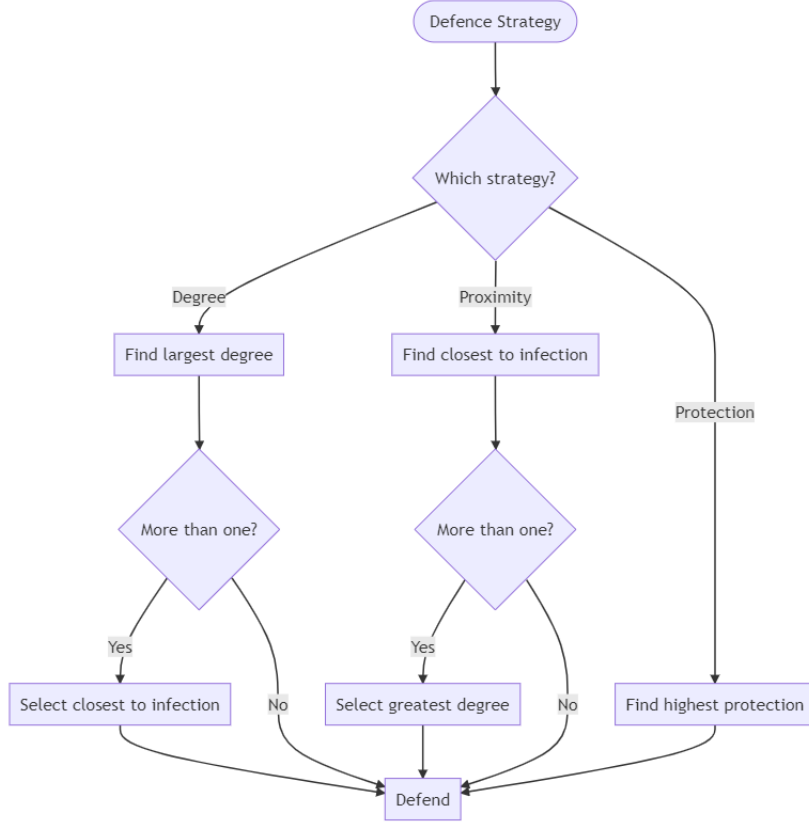 Defence Strategy
Which strategy?
Degree
Proximity
Find largest degree
Find closest to infection
Protection
More than one?
More than one?
Yes
Yes
Select closest to infection
No
Select greatest degree
No
Find highest protection
Defend